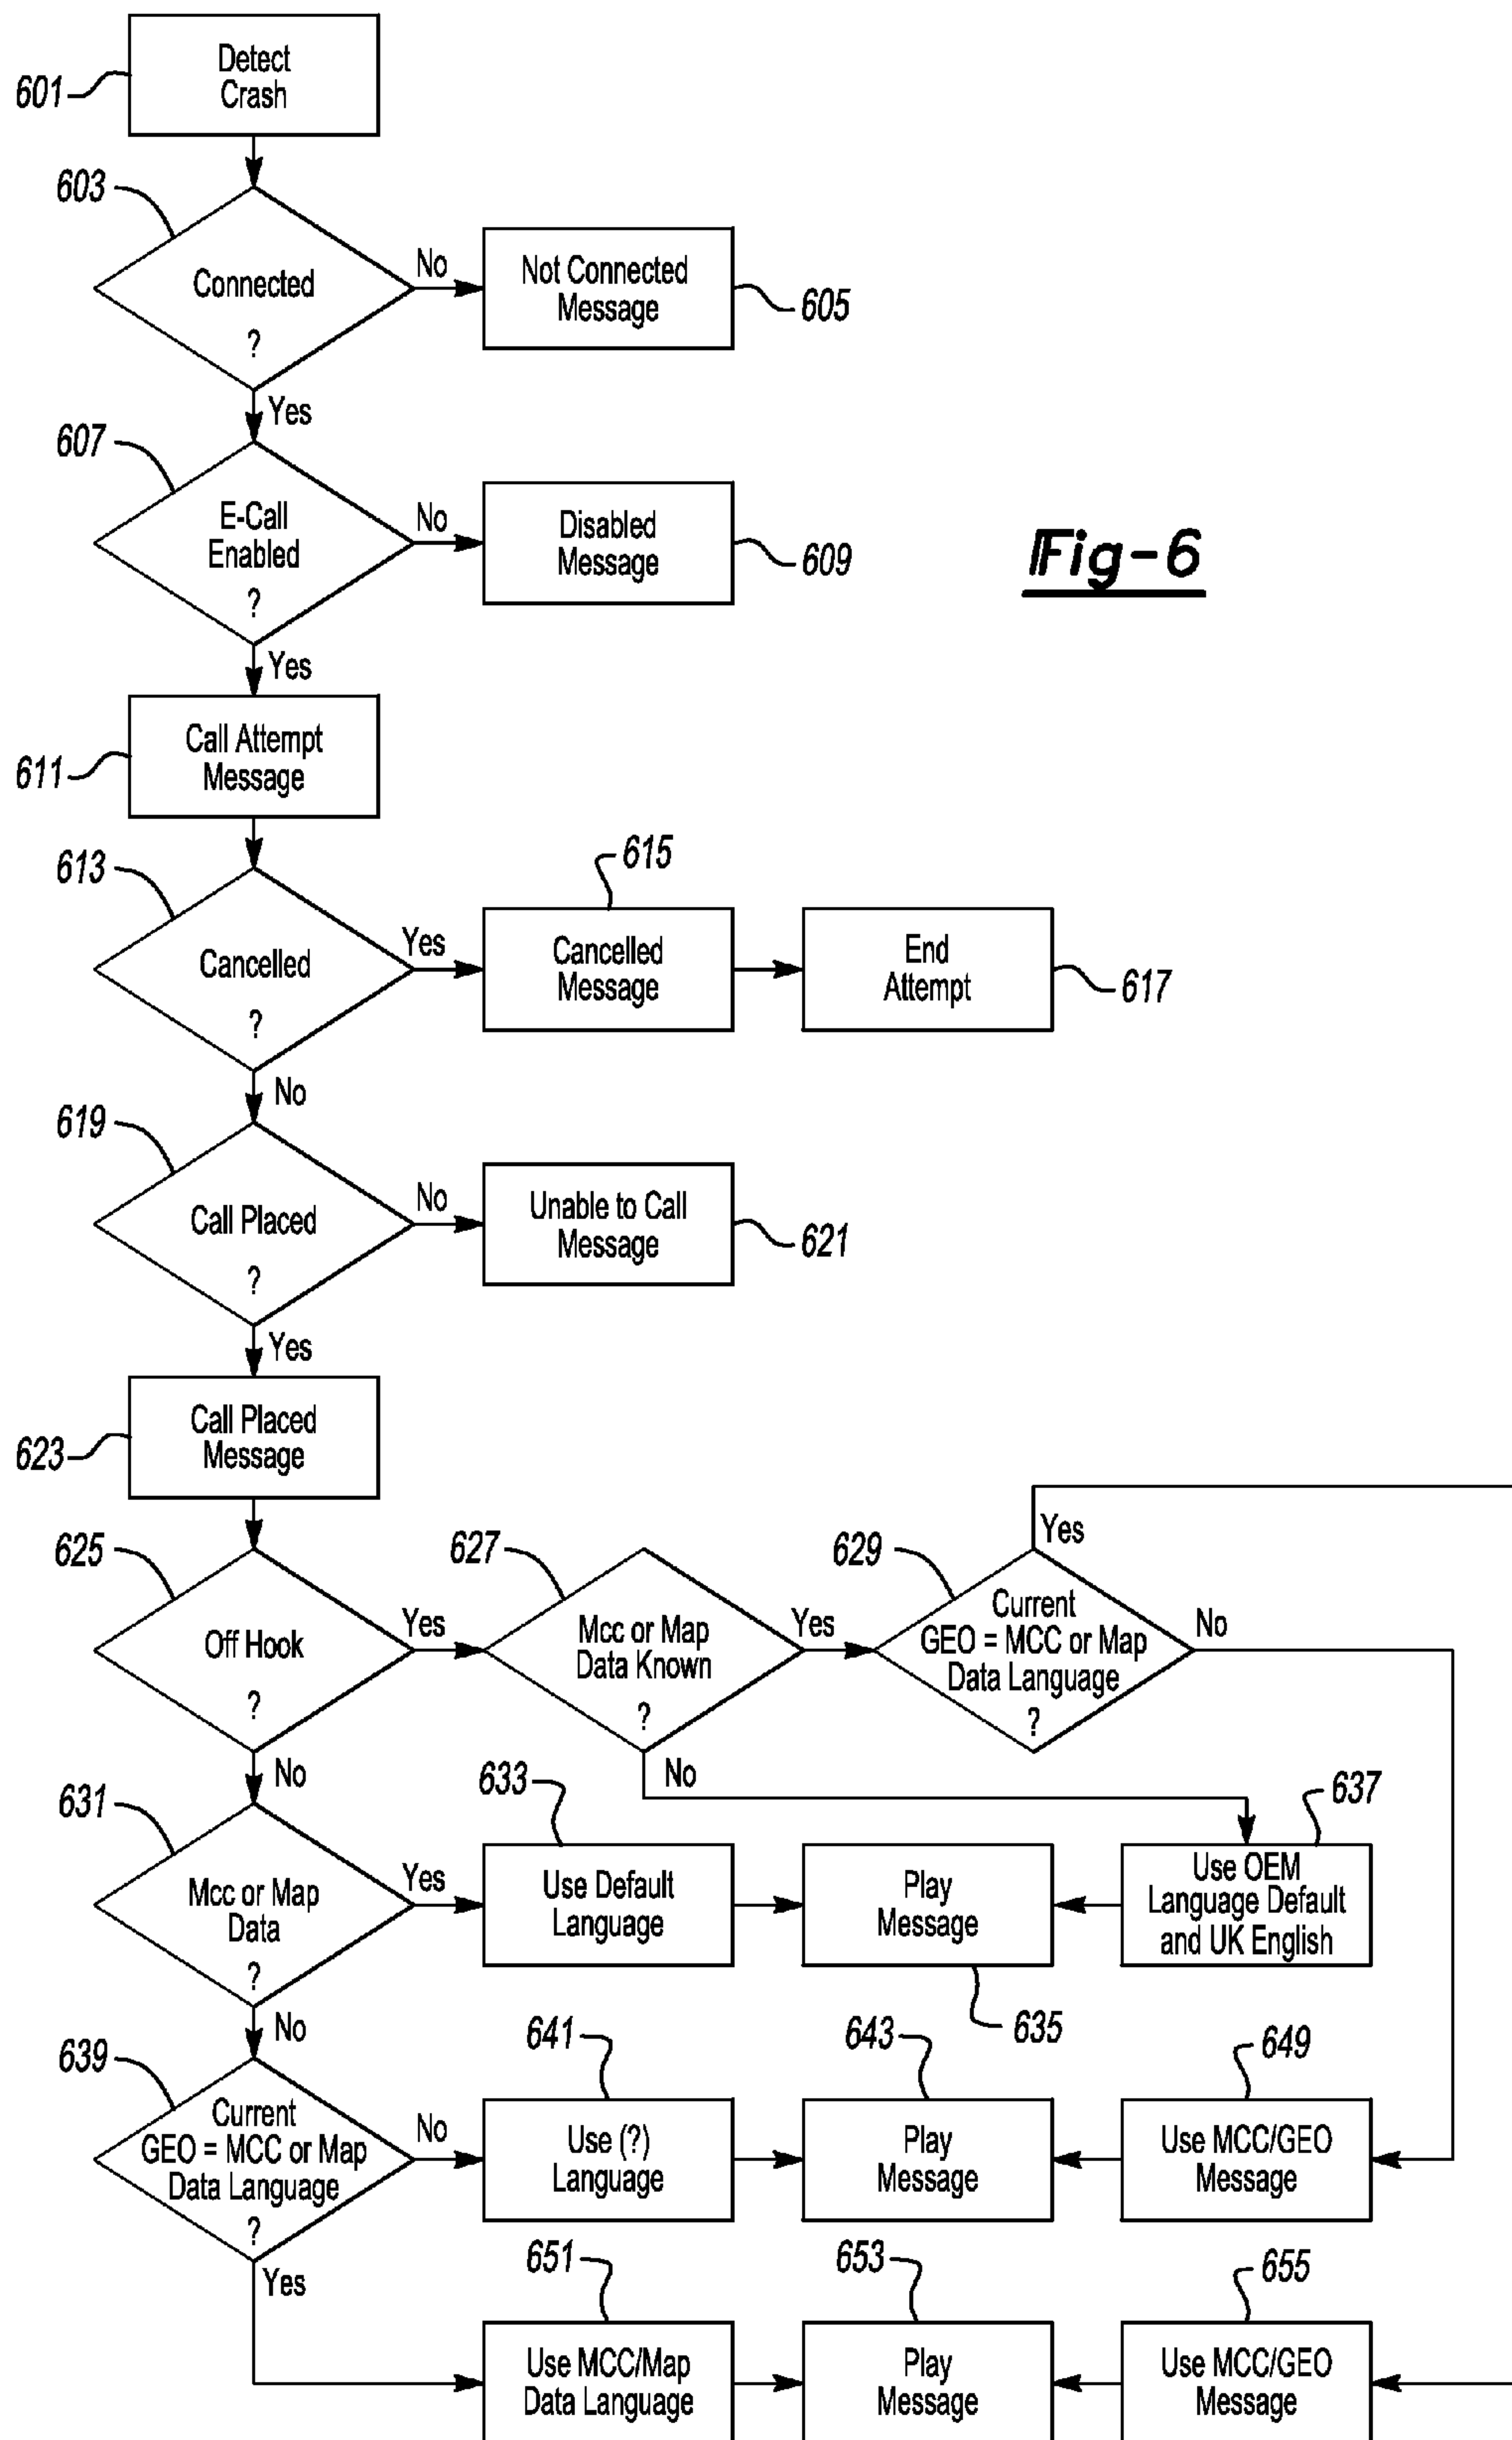 Detect
Crash
601
603
Connected
?
No
Not Connected
Message
605
Yes
607
E-Call
Enabled
?
No
Disabled
Message
609
Fig-6
Yes
Call Attempt
Message
611
613
Cancelled
?
Yes
615
Cancelled
Message
End
Attempt
617
No
619
Call Placed
?
No
Unable to Call
Message
621
Yes
Call Placed
Message
623
625
Off Hook
?
Yes
627
Mcc or Map
Data Known
?
Yes
629
Current
GEO = MCC or Map
Data Language
?
Yes
No
No
No
631
Mcc or Map
Data
?
Yes
633
Use Default
Language
Play
Message
635
637
Use OEM
Language Default
and UK English
No
639
Current
GEO = MCC or Map
Data Language
?
No
641
Use (?)
Language
643
Play
Message
649
Use MCC/GEO
Message
Yes
651
Use MCC/Map
Data Language
653
Play
Message
655
Use MCC/GEO
Message